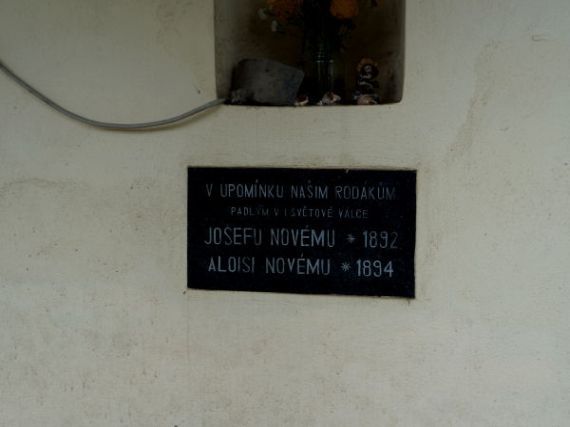 V UPOMÍNKU NAŠIM RODÁKŮM
PADLÝM V I SVĚTOVÉ VÁLCE
JOSEFU NOVÉMU * 1892
ALOISI NOVÉMU * 1894